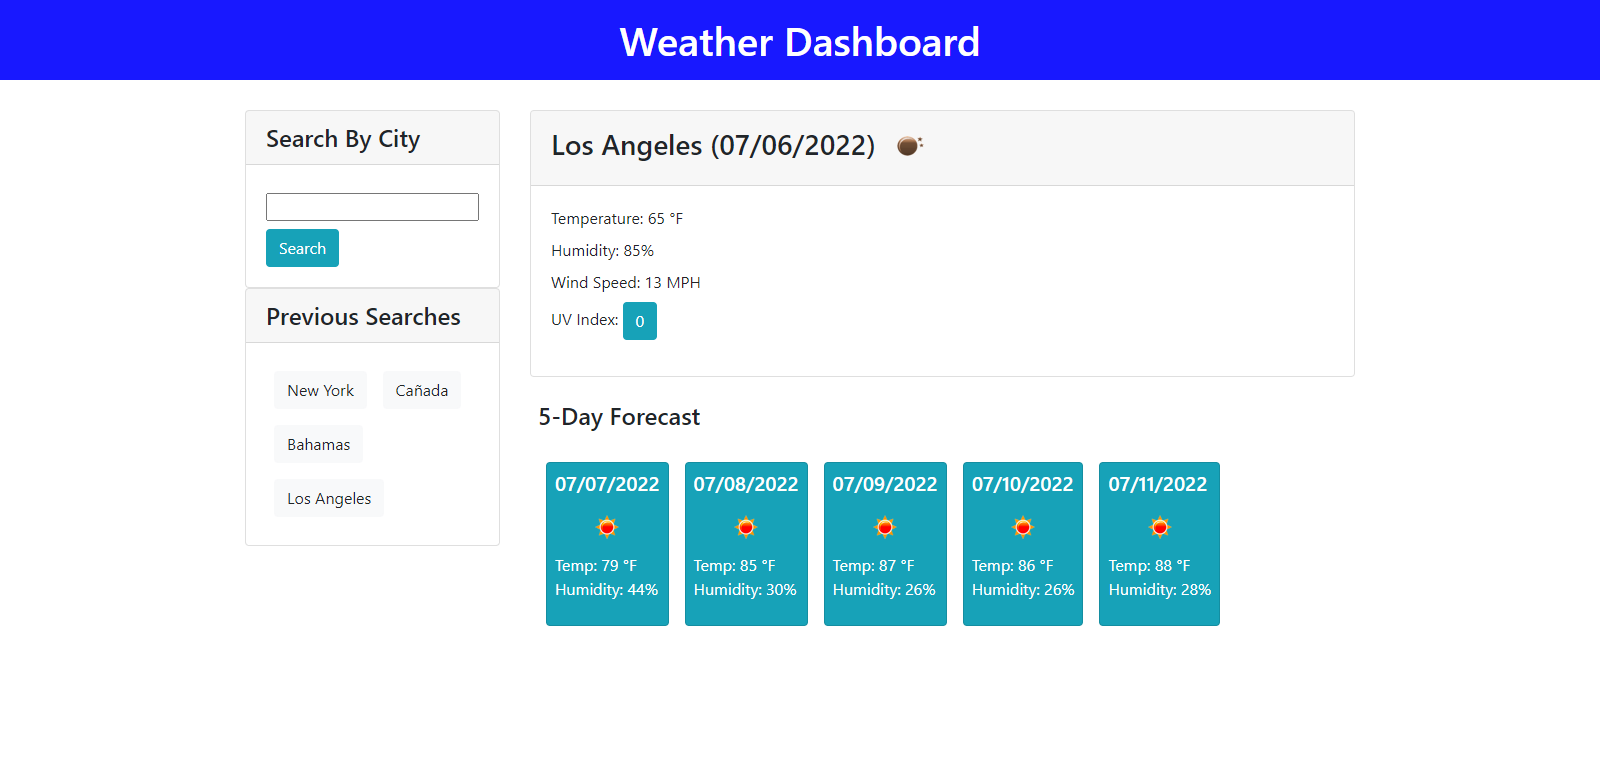 Weather Dashboard
Search By City
Search
Previous Searches
New York
Cañada
Bahamas
Los Angeles
Los Angeles (07/06/2022)
Temperature: 65 °F
Humidity: 85%
Wind Speed: 13 MPH
UV Index: 0
5-Day Forecast
07/07/2022
Temp: 79 °F
Humidity: 44%
07/08/2022
Temp: 85 °F
Humidity: 30%
07/09/2022
Temp: 87 °F
Humidity: 26%
07/10/2022
Temp: 86 °F
Humidity: 26%
07/11/2022
Temp: 88 °F
Humidity: 28%